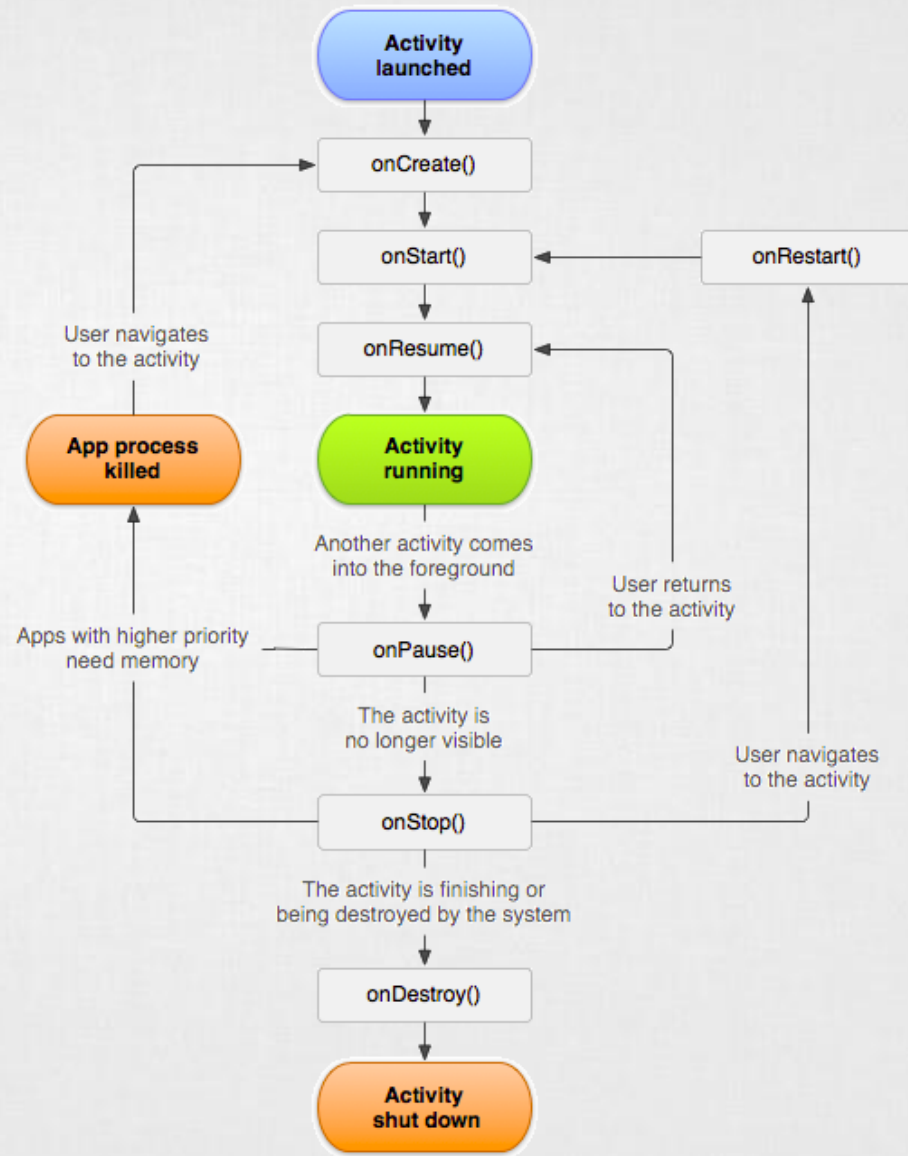 Activity
launched
onCreate()
onStart()
onRestart()
User navigates
to the activity
onResume()
App process
killed
Activity
running
Another activity comes
into the foreground
User returns
to the activity
Apps with higher priority
need memory
onPause()
The activity is
no longer visible
User navigates
to the activity
onStop()
The activity is finishing or
being destroyed by the system
onDestroy()
Activity
shut down